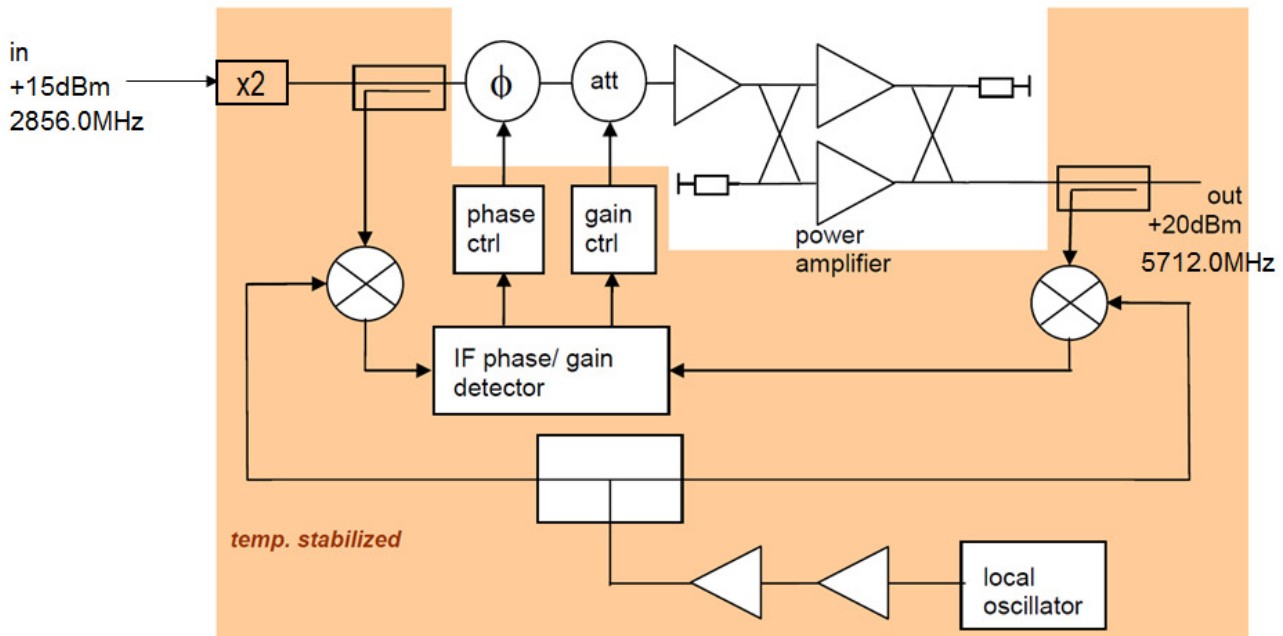 in
+15dBm
2856.0MHz
x2
ϕ
att
phase
ctrl
gain
ctrl
power
amplifier
out
+20dBm
5712.0MHz
IF phase/ gain
detector
temp. stabilized
local
oscillator